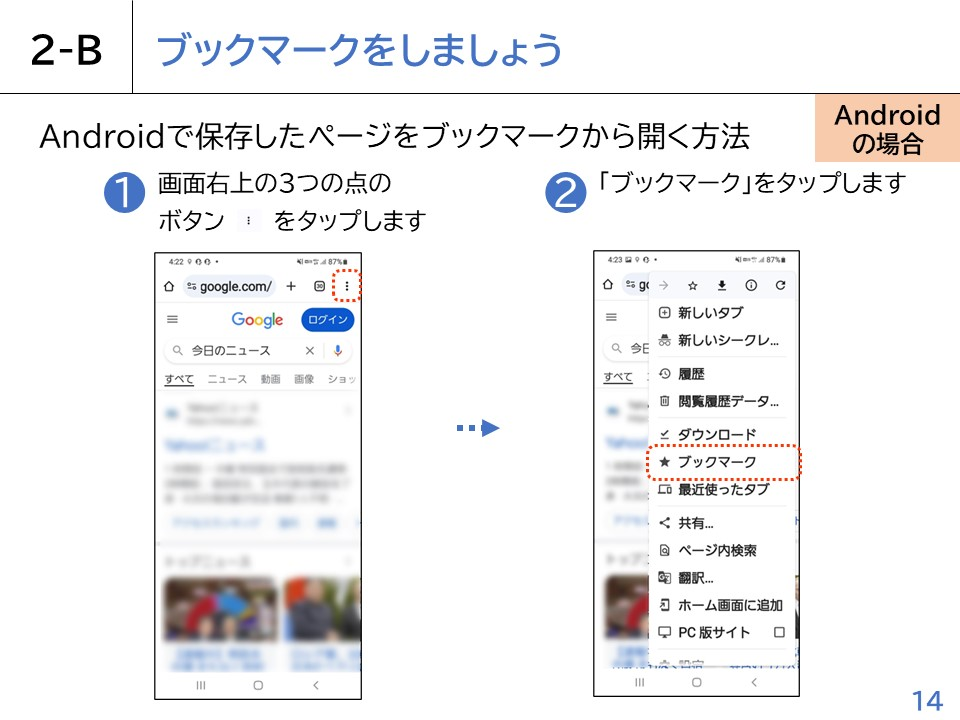 2-B
ブックマークをしましょう
Androidで保存したページをブックマークから開く方法
Android
の場合
1
画面右上の3つの点の
ボタン ⋮ をタップします
4:22
87%
google.com/
30
Google
ログイン
今日のニュース
すべて ニュース 動画 画像 ショッ
2
「ブックマーク」をタップします
4:23
87%
新しいタブ
新しいシークレ...
今日
すべて
履歴
閲覧履歴データ...
ダウンロード
ブックマーク
最近使ったタブ
共有...
ページ内検索
翻訳...
ホーム画面に追加
PC 版サイト
14